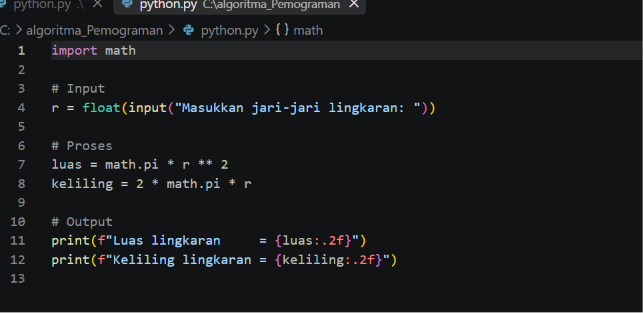 python.py .\ X python.py C:\algoritma_Pemograman X
C: > algoritma_Pemograman > python.py > {} math
1 import math
2
3 # Input
4 r = float(input("Masukkan jari-jari lingkaran: "))
5
6 # Proses
7 luas = math.pi * r ** 2
8 keliling = 2 * math.pi * r
9
10 # Output
11 print(f"Luas lingkaran     = {luas:.2f}")
12 print(f"Keliling lingkaran = {keliling:.2f}")
13